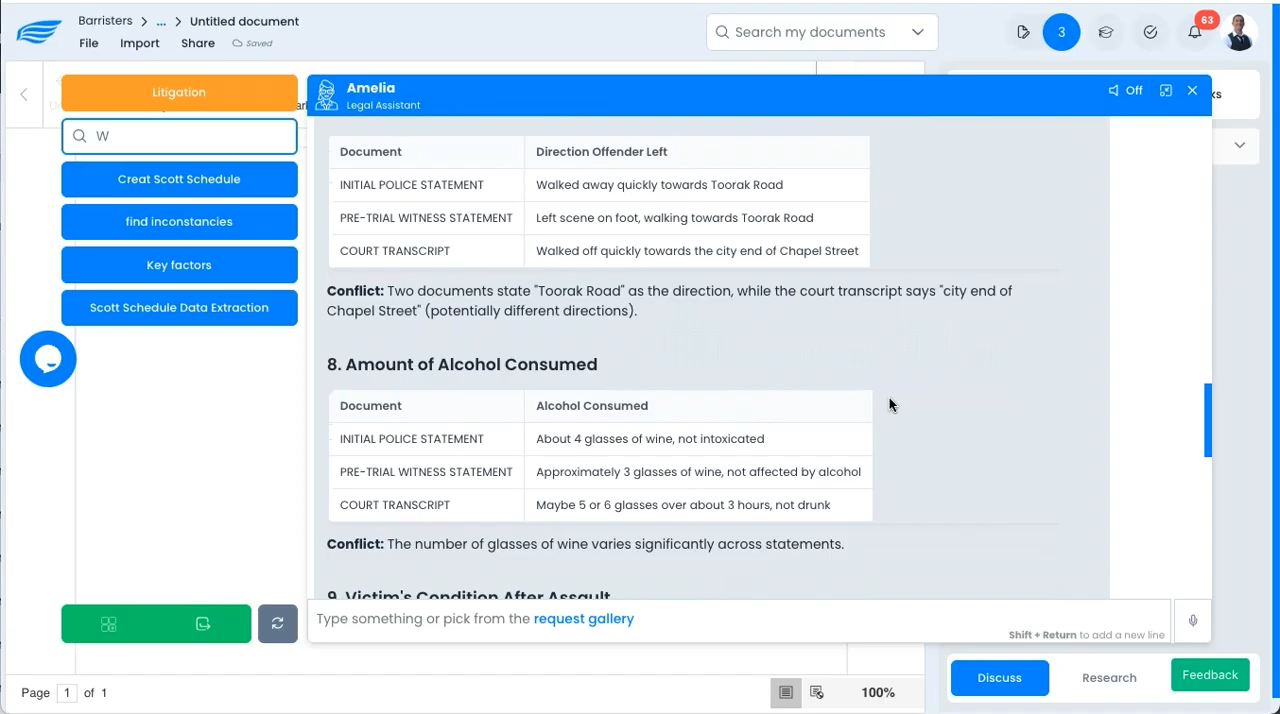 Barristers > ... > Untitled document
File Import Share Saved
Search my documents
3
63
Litigation
W
Creat Scott Schedule
find inconstancies
Key factors
Scott Schedule Data Extraction
Amelia
Legal Assistant
Off
Document Direction Offender Left
INITIAL POLICE STATEMENT Walked away quickly towards Toorak Road
PRE-TRIAL WITNESS STATEMENT Left scene on foot, walking towards Toorak Road
COURT TRANSCRIPT Walked off quickly towards the city end of Chapel Street
Conflict: Two documents state "Toorak Road" as the direction, while the court transcript says "city end of
Chapel Street" (potentially different directions).
8. Amount of Alcohol Consumed
Document Alcohol Consumed
INITIAL POLICE STATEMENT About 4 glasses of wine, not intoxicated
PRE-TRIAL WITNESS STATEMENT Approximately 3 glasses of wine, not affected by alcohol
COURT TRANSCRIPT Maybe 5 or 6 glasses over about 3 hours, not drunk
Conflict: The number of glasses of wine varies significantly across statements.
9. Victim's Condition After Assault
Type something or pick from the request gallery
Shift + Return to add a new line
Page 1 of 1
100%
Discuss Research Feedback